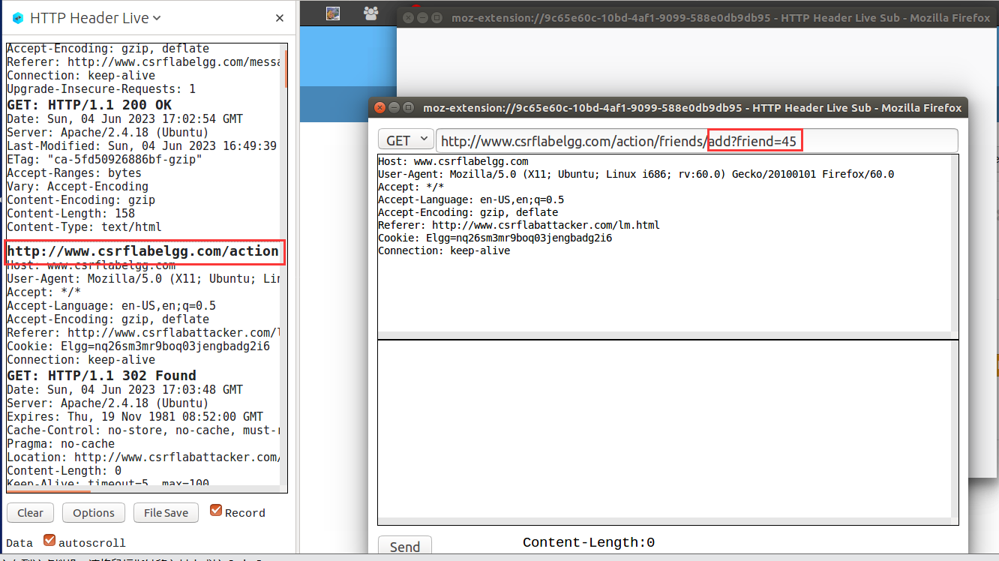 HTTP Header Live
Accept-Encoding: gzip, deflate
Referer: http://www.csrflabelgg.com/messa
Connection: keep-alive
Upgrade-Insecure-Requests: 1
GET: HTTP/1.1 200 OK
Date: Sun, 04 Jun 2023 17:02:54 GMT
Server: Apache/2.4.18 (Ubuntu)
Last-Modified: Sun, 04 Jun 2023 16:49:39
ETag: "ca-5fd50926886bf-gzip"
Accept-Ranges: bytes
Vary: Accept-Encoding
Content-Encoding: gzip
Content-Length: 158
Content-Type: text/html
http://www.csrflabelgg.com/action
Host: www.csrflabelgg.com
User-Agent: Mozilla/5.0 (X11; Ubuntu; Lin
Accept: */*
Accept-Language: en-US,en;q=0.5
Accept-Encoding: gzip, deflate
Referer: http://www.csrflabattacker.com/l
Cookie: Elgg=nq26sm3mr9boq03jengbadg2i6
Connection: keep-alive
GET: HTTP/1.1 302 Found
Date: Sun, 04 Jun 2023 17:03:48 GMT
Server: Apache/2.4.18 (Ubuntu)
Expires: Thu, 19 Nov 1981 08:52:00 GMT
Cache-Control: no-store, no-cache, must-r
Pragma: no-cache
Location: http://www.csrflabattacker.com/
Content-Length: 0
Keep-Alive: timeout=5, max=100
Clear Options File Save Record
Data autoscroll
moz-extension://9c65e60c-10bd-4af1-9099-588e0db9db95 - HTTP Header Live Sub - Mozilla Firefox
moz-extension://9c65e60c-10bd-4af1-9099-588e0db9db95 - HTTP Header Live Sub - Mozilla Firefox
GET http://www.csrflabelgg.com/action/friends/add?friend=45
Host: www.csrflabelgg.com
User-Agent: Mozilla/5.0 (X11; Ubuntu; Linux i686; rv:60.0) Gecko/20100101 Firefox/60.0
Accept: */*
Accept-Language: en-US,en;q=0.5
Accept-Encoding: gzip, deflate
Referer: http://www.csrflabattacker.com/lm.html
Cookie: Elgg=nq26sm3mr9boq03jengbadg2i6
Connection: keep-alive
Send Content-Length:0